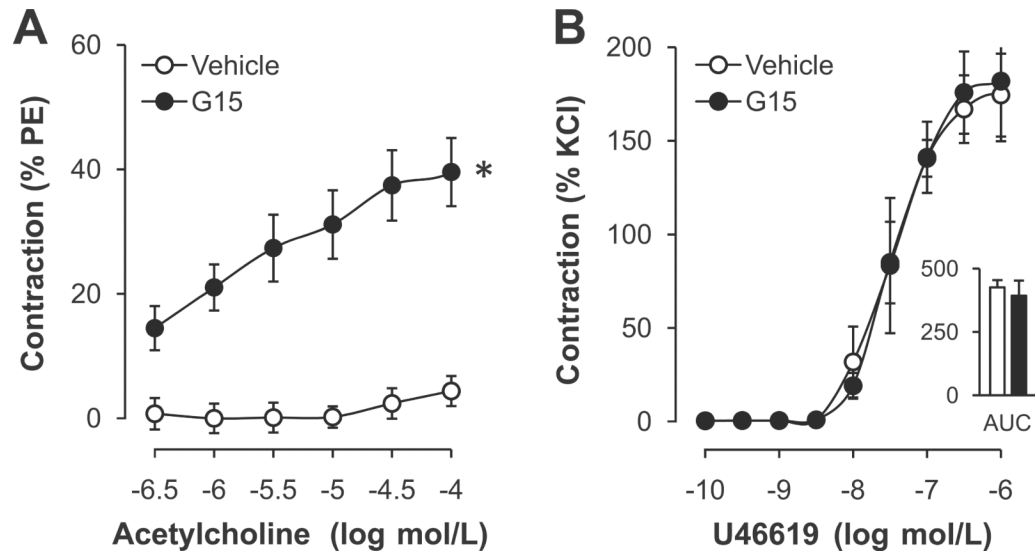 A
60
Vehicle
G15
40
*
20
0
Contraction (% PE)
-6.5 -6 -5.5 -5 -4.5 -4
Acetylcholine (log mol/L)
B
200
Vehicle
G15
150
100
50
0
Contraction (% KCl)
500
250
0
AUC
-10 -9 -8 -7 -6
U46619 (log mol/L)